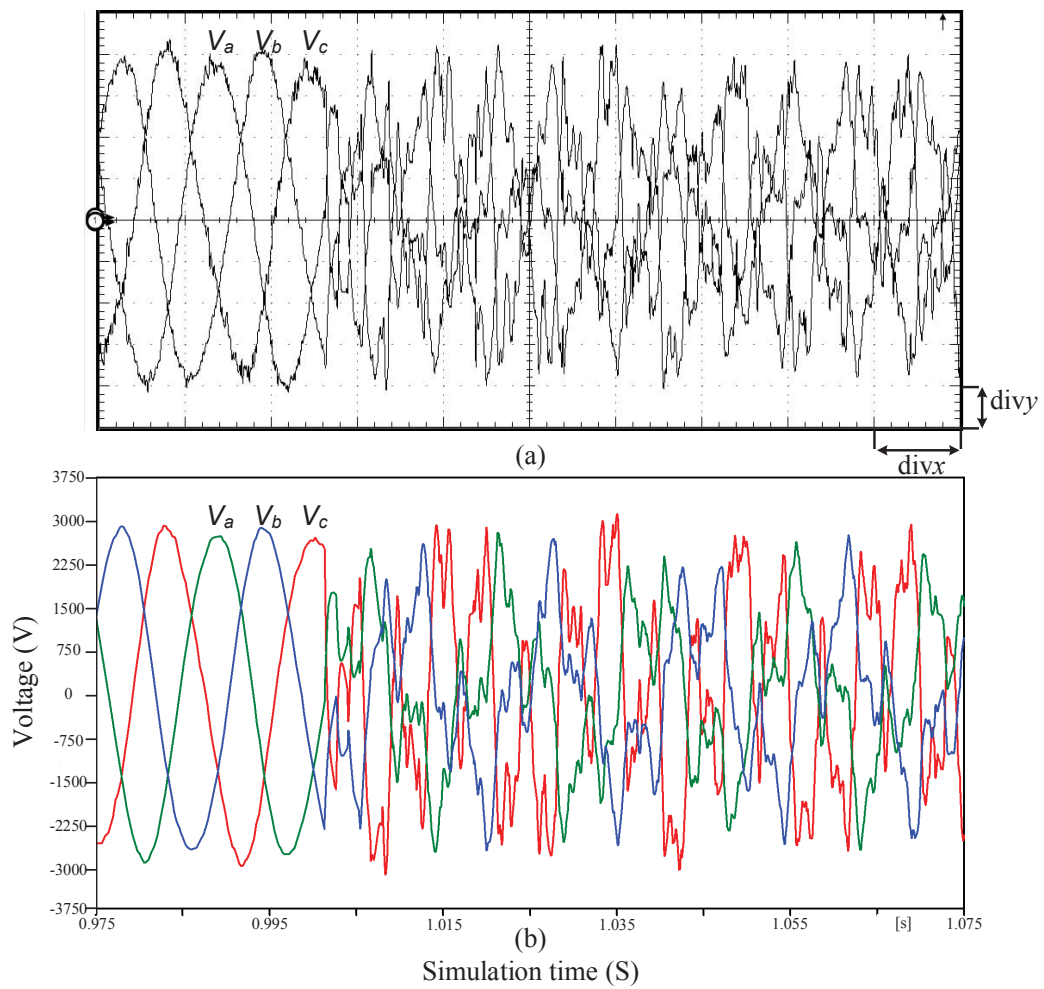 Va Vb Vc
1
divy
(a)
divx
3750
3000
2250
1500
750
0
-750
-1500
-2250
-3000
-3750
Voltage (V)
Va Vb Vc
0.975 0.995 1.015 1.035 1.055 [s] 1.075
(b)
Simulation time (S)